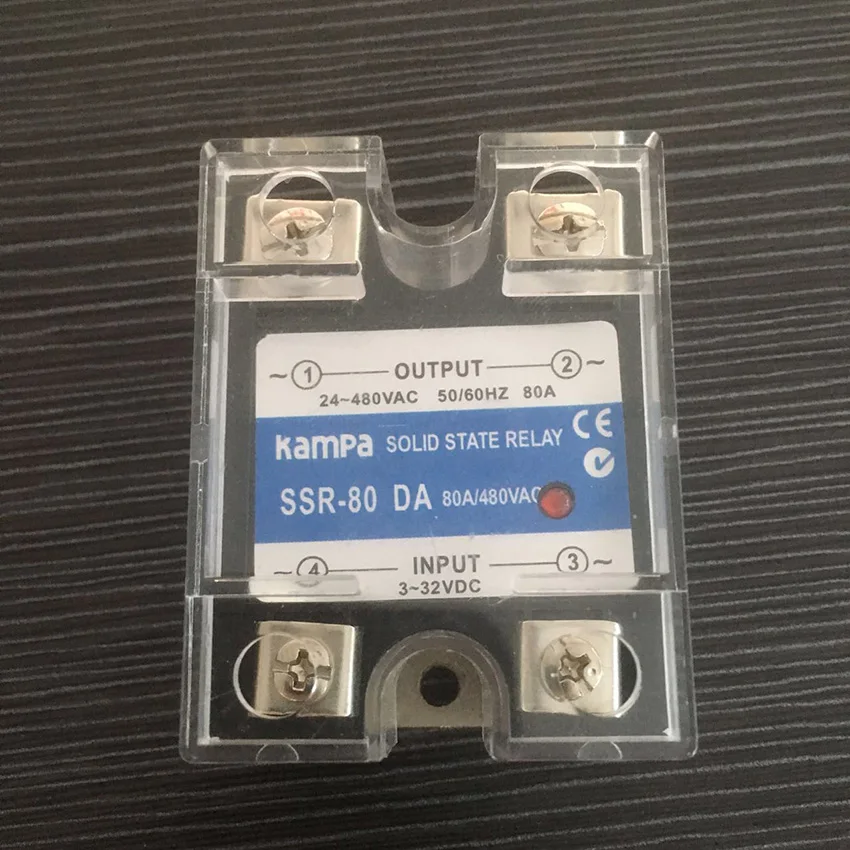 ~ 1 OUTPUT 2 ~
24~480VAC 50/60HZ 80A
Kampa SOLID STATE RELAY CE
SSR-80 DA 80A/480VAC
~ 4 INPUT 3 ~
3~32VDC